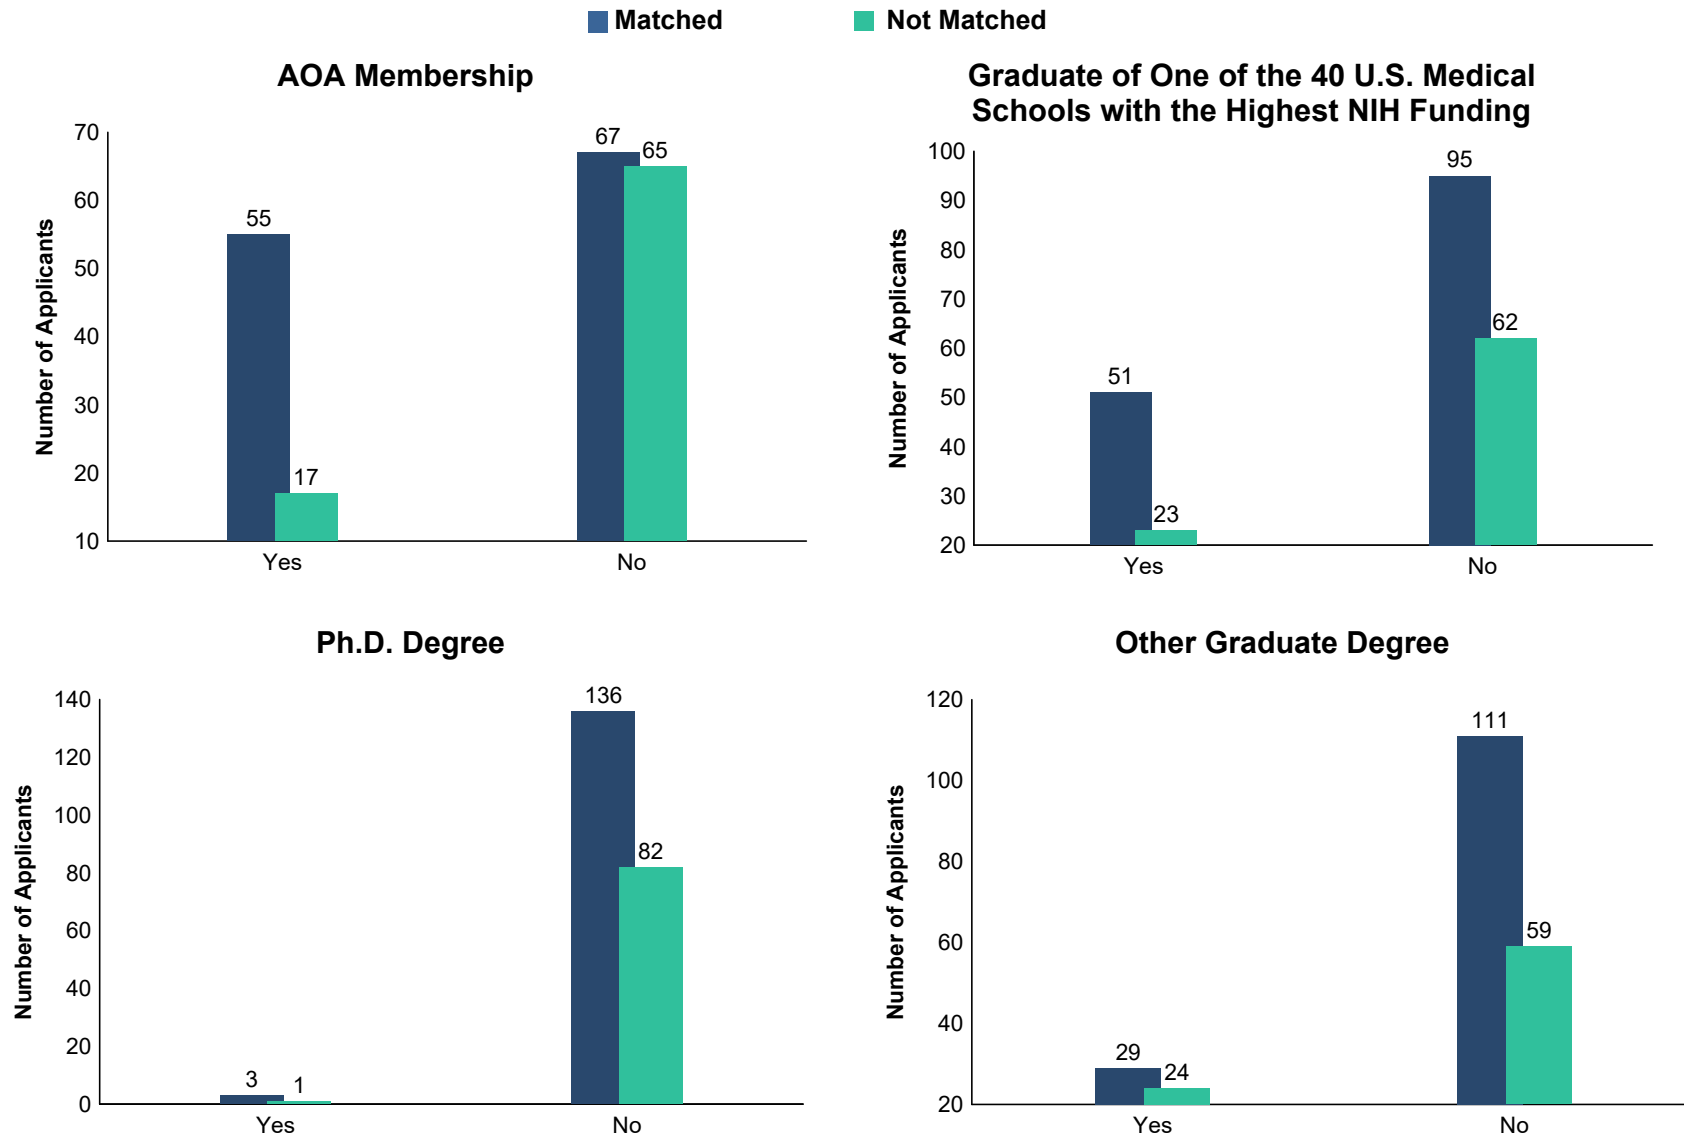 Matched
Not Matched
AOA Membership
70
60
50
40
30
20
10
Number of Applicants
55
17
67
65
Yes
No
Graduate of One of the 40 U.S. Medical
Schools with the Highest NIH Funding
100
90
80
70
60
50
40
30
20
Number of Applicants
51
23
95
62
Yes
No
Ph.D. Degree
140
120
100
80
60
40
20
0
Number of Applicants
3
1
136
82
Yes
No
Other Graduate Degree
120
100
80
60
40
20
Number of Applicants
29
24
111
59
Yes
No